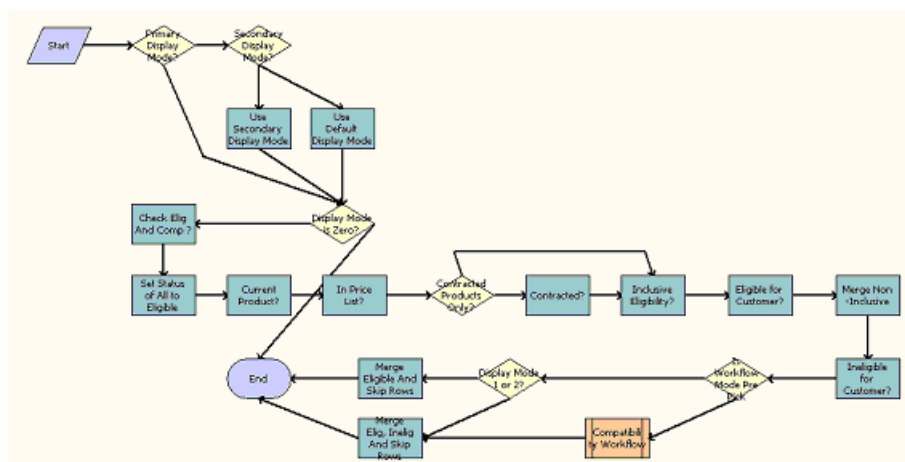 Start
Primary
Display
Mode?
Secondary
Display
Mode?
Use
Secondary
Display Mode
Use
Default
Display Mode
Display Mode
is Zero?
Check Elig
And Comp ?
Set Status
of All to
Eligible
Current
Product?
In Price
List?
Contracted
Products
Only?
Contracted?
Inclusive
Eligibility?
Eligible for
Customer?
Merge Non
-Inclusive
End
Merge
Eligible And
Skip Rows
Display Mode
1 or 2?
Is
Workflow
Mode Pre
Pick
Ineligible
for
Customer?
Merge
Elig, Inelig
And Skip
Rows
Compatibili
ty Workflow